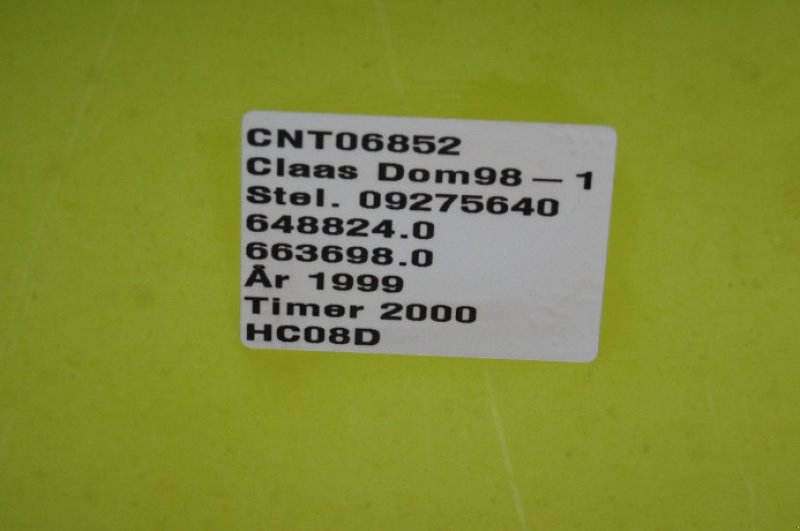 CNT06852
Claas Dom98 – 1
Stel. 09275640
648824.0
663698.0
År 1999
Timer 2000
HC08D